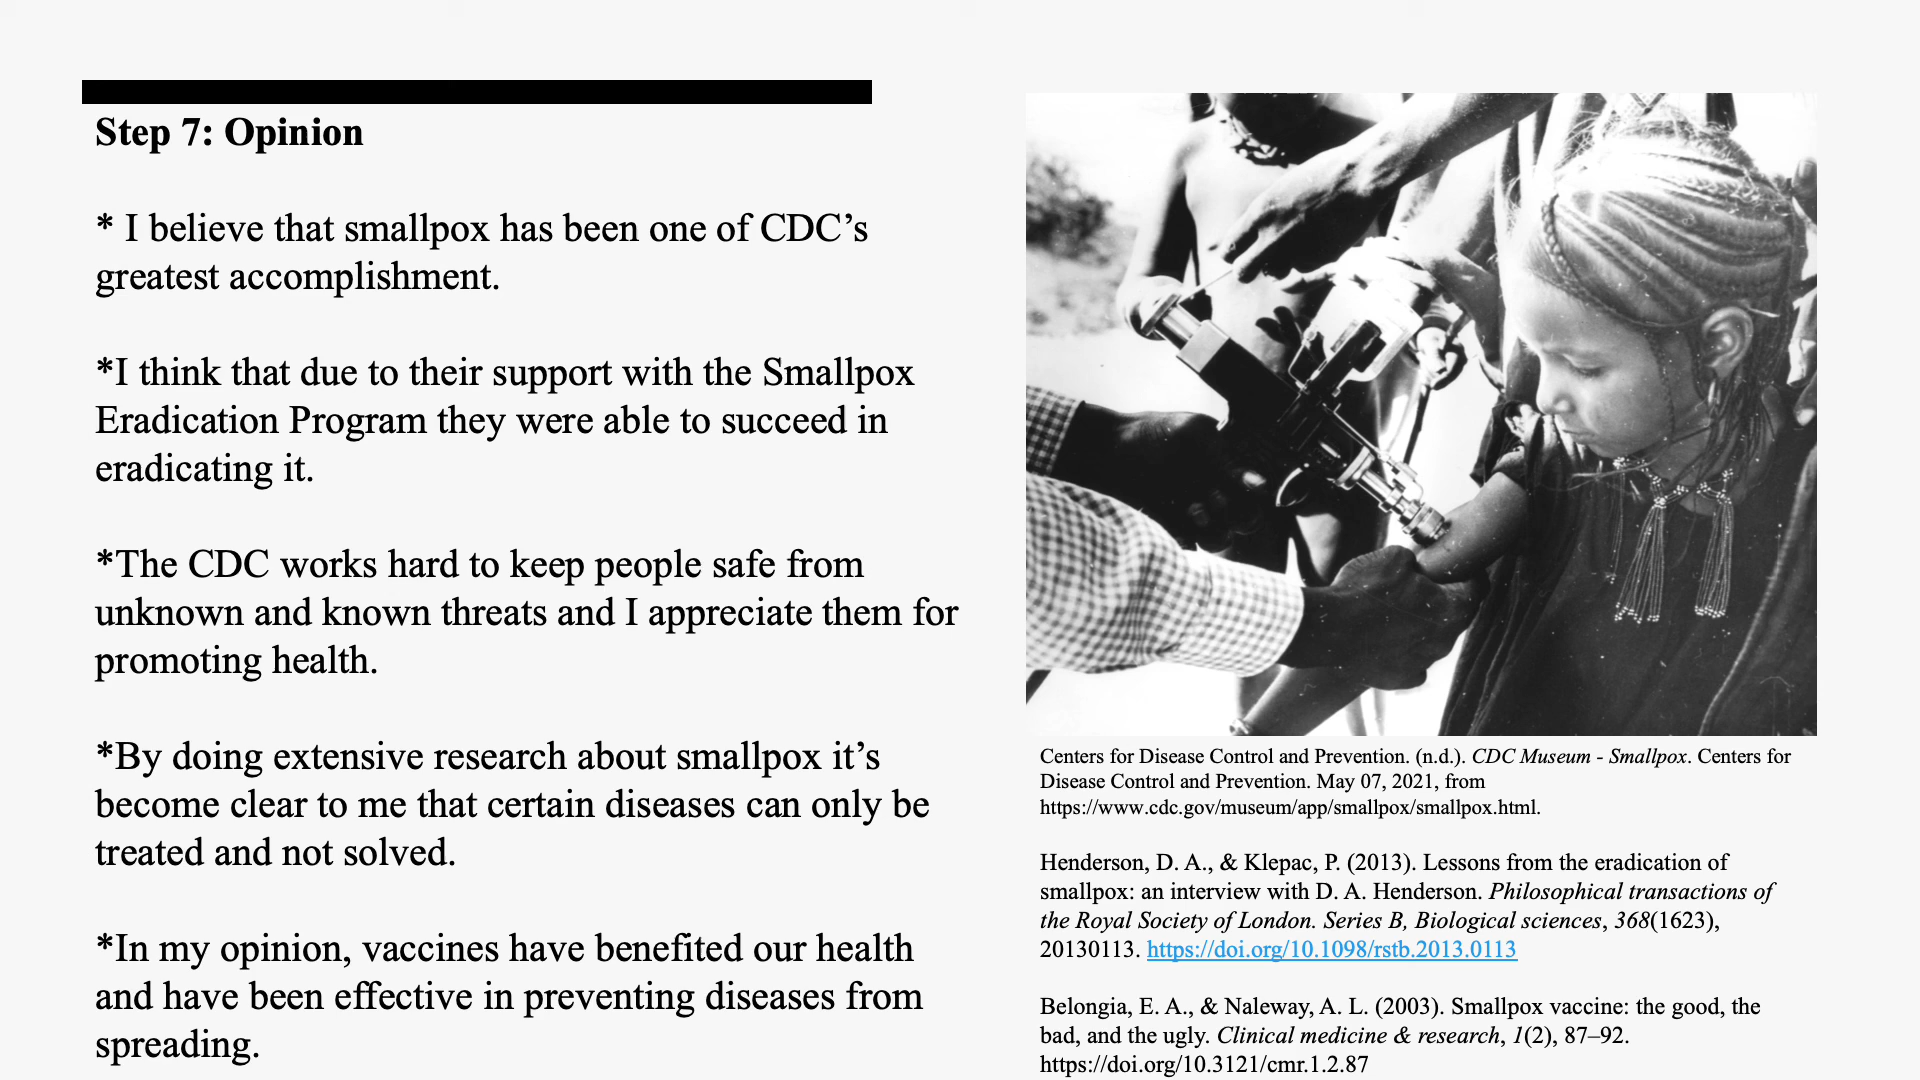 Step 7: Opinion
* I believe that smallpox has been one of CDC’s
greatest accomplishment.
*I think that due to their support with the Smallpox
Eradication Program they were able to succeed in
eradicating it.
*The CDC works hard to keep people safe from
unknown and known threats and I appreciate them for
promoting health.
*By doing extensive research about smallpox it’s
become clear to me that certain diseases can only be
treated and not solved.
*In my opinion, vaccines have benefited our health
and have been effective in preventing diseases from
spreading.
Centers for Disease Control and Prevention. (n.d.). CDC Museum - Smallpox. Centers for
Disease Control and Prevention. May 07, 2021, from
https://www.cdc.gov/museum/app/smallpox/smallpox.html.
Henderson, D. A., & Klepac, P. (2013). Lessons from the eradication of
smallpox: an interview with D. A. Henderson. Philosophical transactions of
the Royal Society of London. Series B, Biological sciences, 368(1623),
20130113. https://doi.org/10.1098/rstb.2013.0113
Belongia, E. A., & Naleway, A. L. (2003). Smallpox vaccine: the good, the
bad, and the ugly. Clinical medicine & research, 1(2), 87–92.
https://doi.org/10.3121/cmr.1.2.87